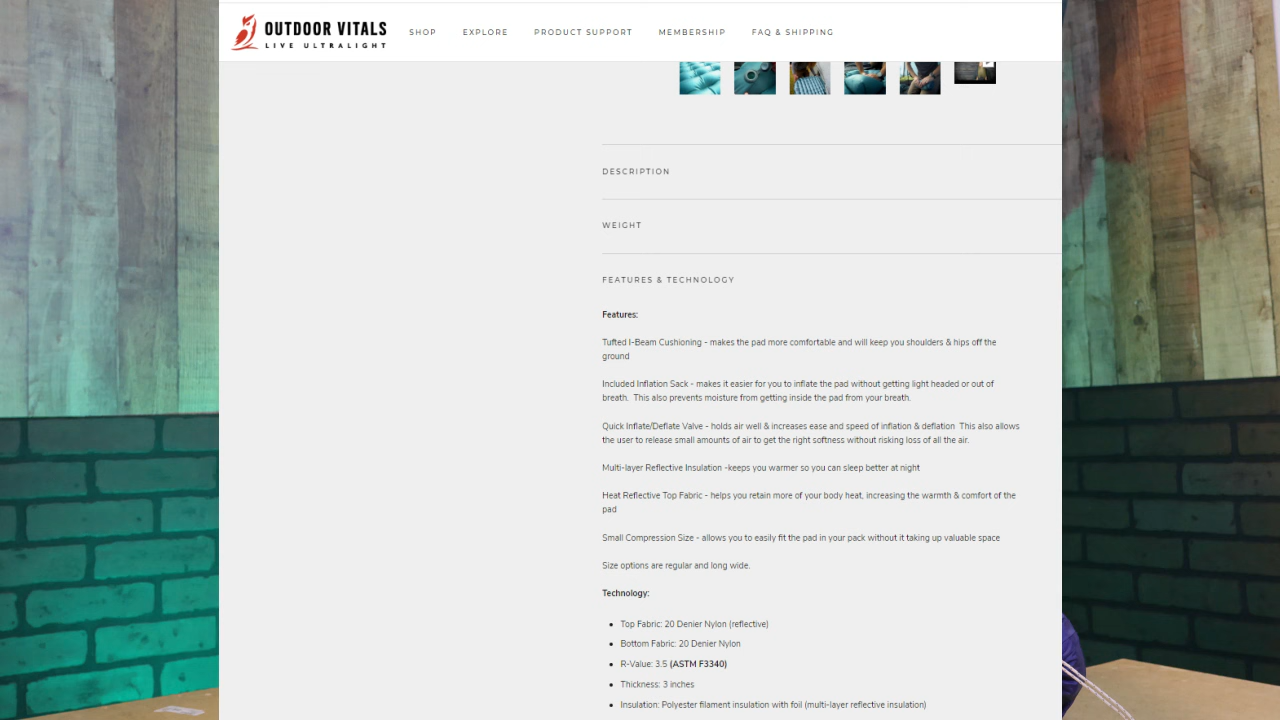 OUTDOOR VITALS
LIVE ULTRALIGHT
SHOP EXPLORE PRODUCT SUPPORT MEMBERSHIP FAQ & SHIPPING
DESCRIPTION
WEIGHT
FEATURES & TECHNOLOGY
Features:
Tufted I-Beam Cushioning - makes the pad more comfortable and will keep you shoulders & hips off the
ground
Included Inflation Sack - makes it easier for you to inflate the pad without getting light headed or out of
breath. This also prevents moisture from getting inside the pad from your breath.
Quick Inflate/Deflate Valve - holds air well & increases ease and speed of inflation & deflation This also allows
the user to release small amounts of air to get the right softness without risking loss of all the air.
Multi-layer Reflective Insulation -keeps you warmer so you can sleep better at night
Heat Reflective Top Fabric - helps you retain more of your body heat, increasing the warmth & comfort of the
pad
Small Compression Size - allows you to easily fit the pad in your pack without it taking up valuable space
Size options are regular and long wide.
Technology:
• Top Fabric: 20 Denier Nylon (reflective)
• Bottom Fabric: 20 Denier Nylon
• R-Value: 3.5 (ASTM F3340)
• Thickness: 3 inches
• Insulation: Polyester filament insulation with foil (multi-layer reflective insulation)